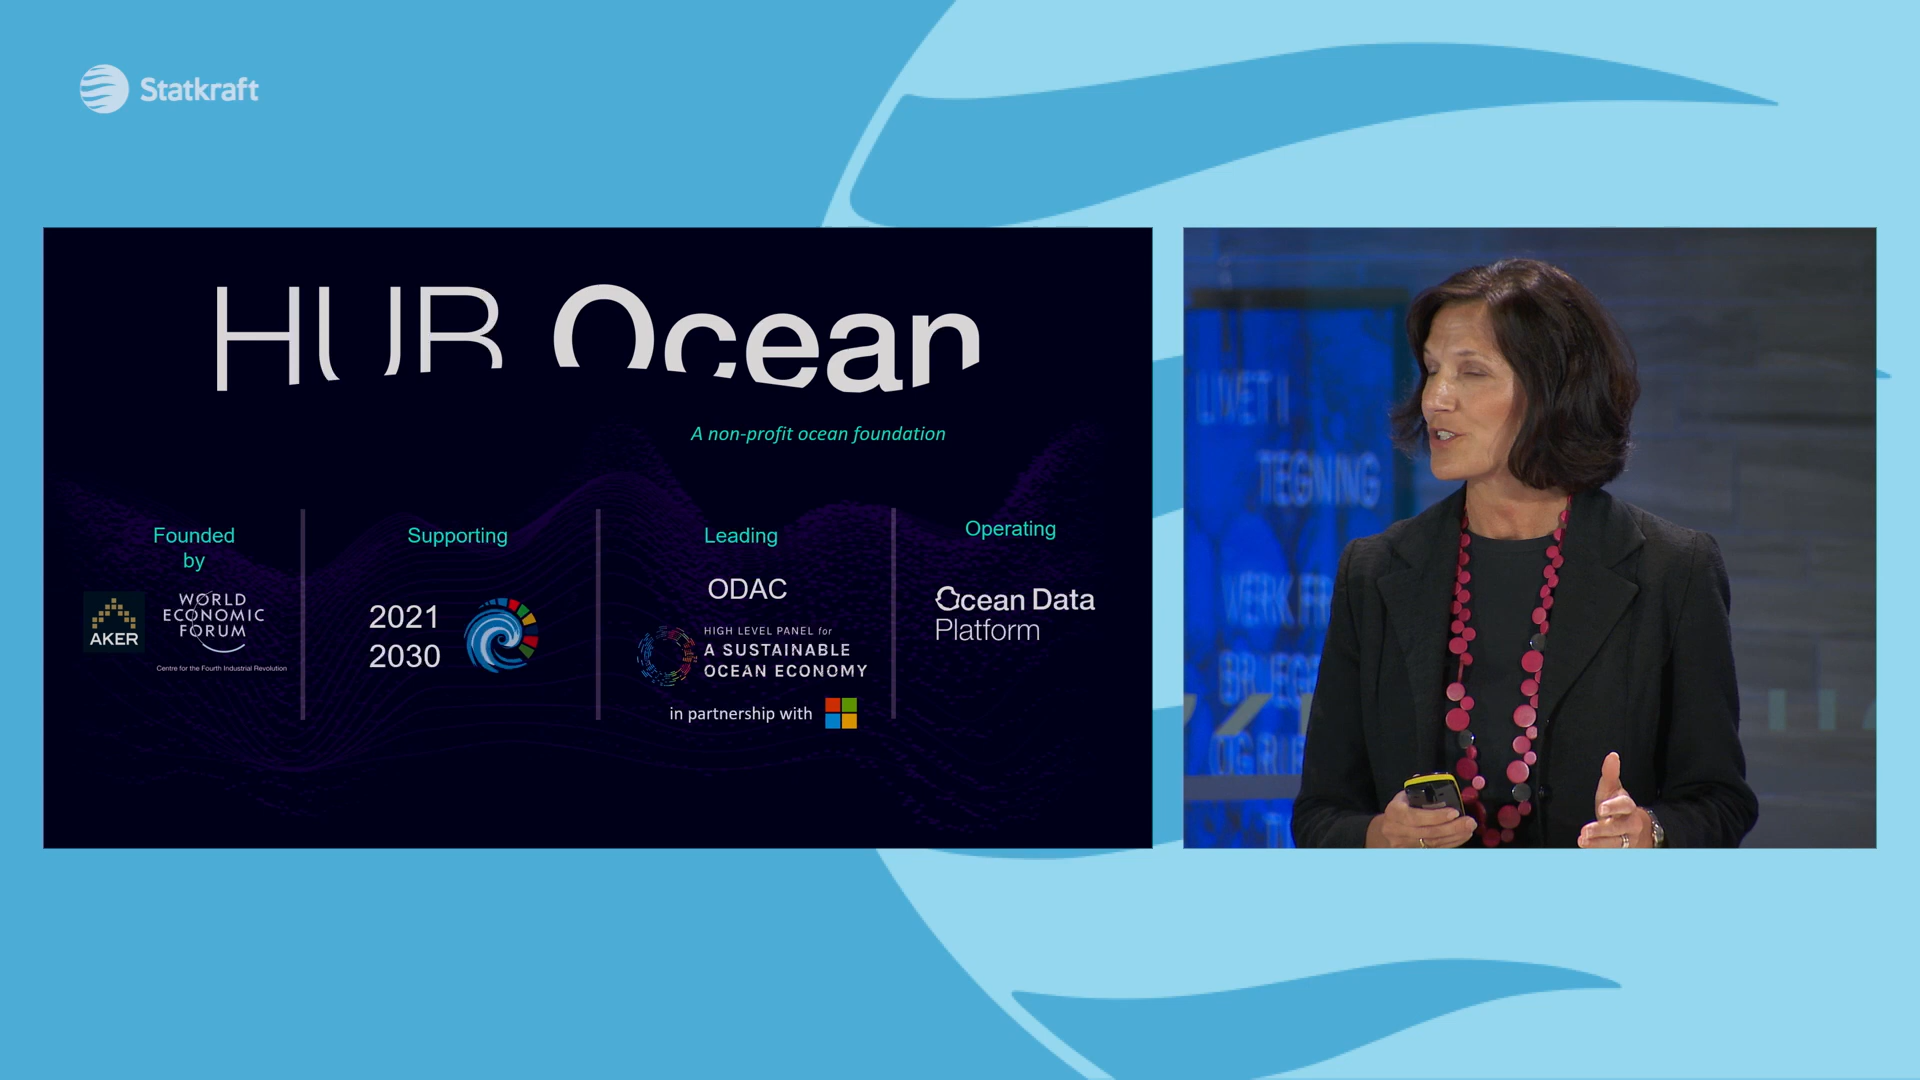 Statkraft
HUB Ocean
A non-profit ocean foundation
Founded
by
AKER
WORLD
ECONOMIC
FORUM
Centre for the Fourth Industrial Revolution
Supporting
2021
2030
Leading
ODAC
HIGH LEVEL PANEL for
A SUSTAINABLE
OCEAN ECONOMY
in partnership with
Operating
Ocean Data
Platform